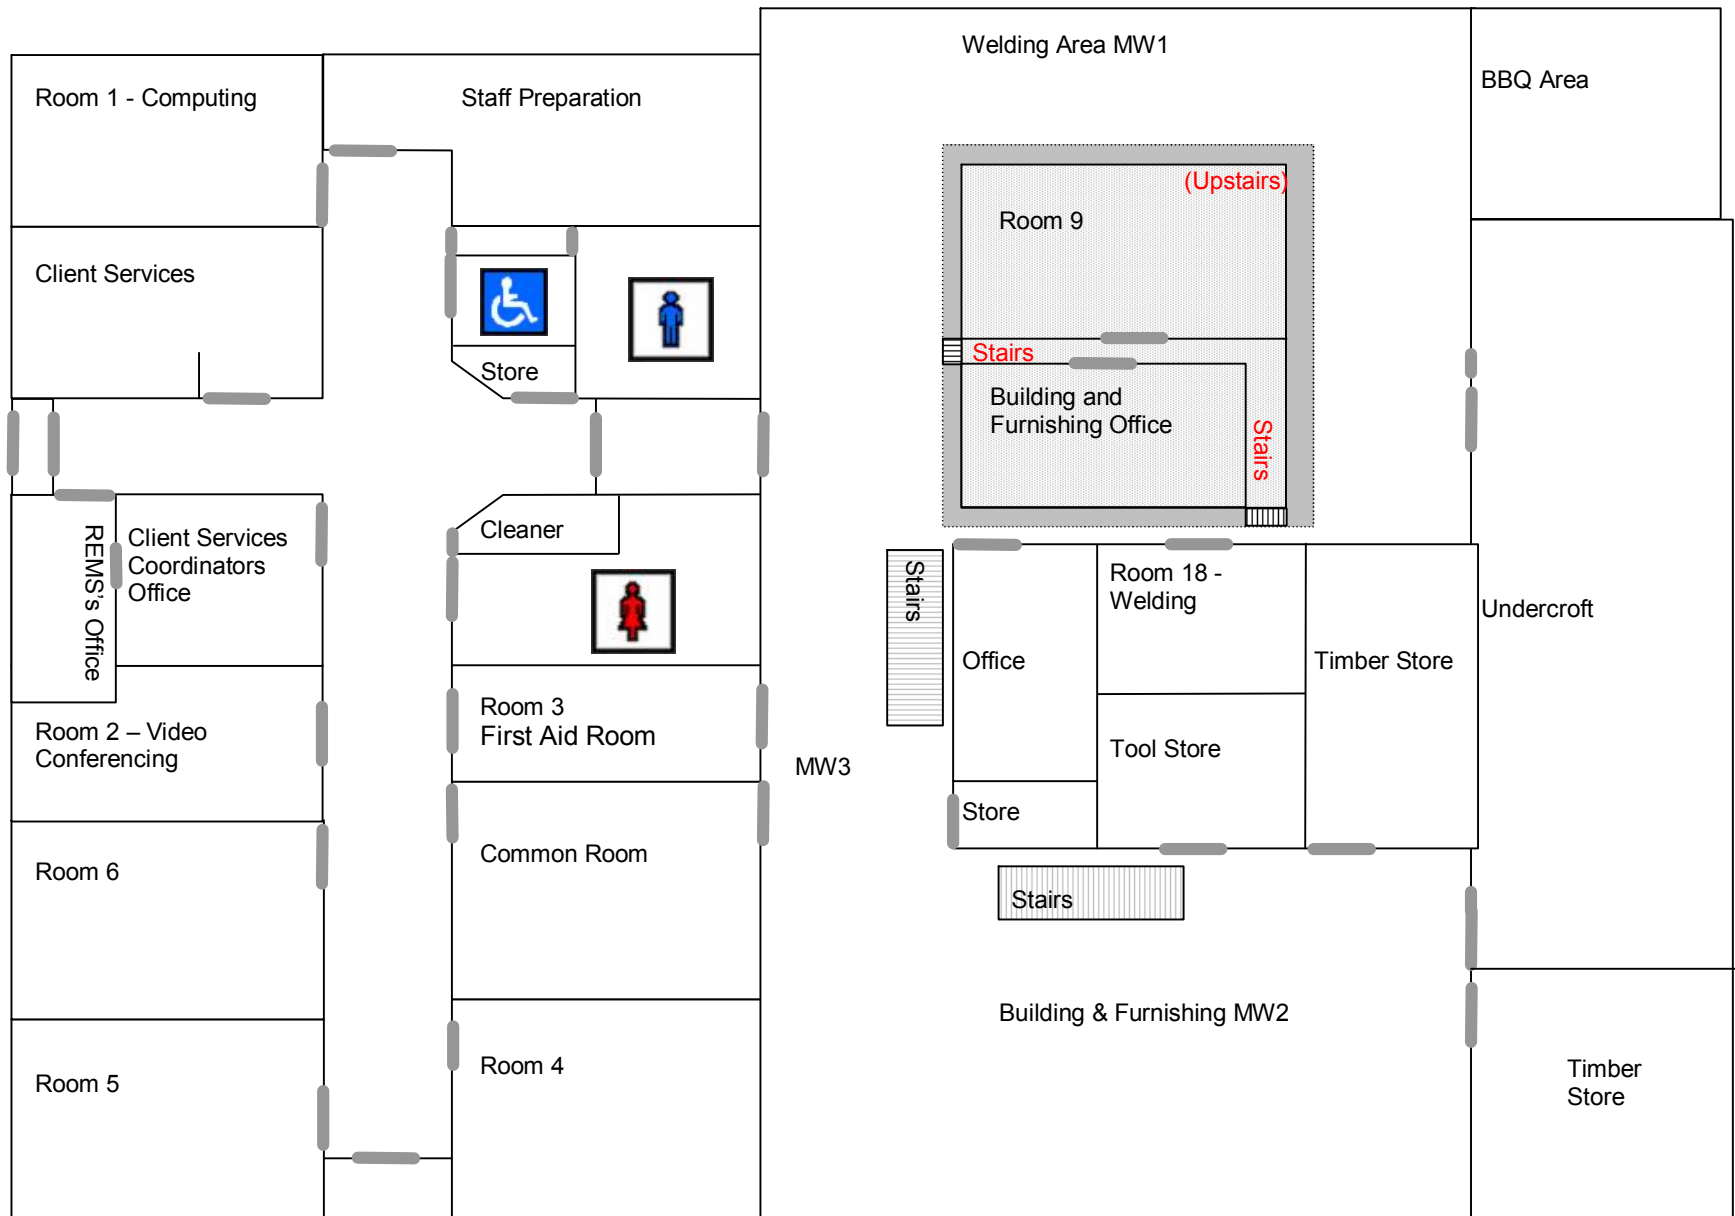 Welding Area MW1
BBQ Area
Room 1 - Computing
Staff Preparation
(Upstairs)
Room 9
Client Services
Stairs
Store
Building and
Furnishing Office
Stairs
REMS's Office
Client Services
Coordinators
Office
Cleaner
Stairs
Room 18 -
Welding
Undercroft
Office
Timber Store
Room 2 – Video
Conferencing
Room 3
First Aid Room
Tool Store
MW3
Store
Common Room
Room 6
Stairs
Building & Furnishing MW2
Room 5
Room 4
Timber
Store